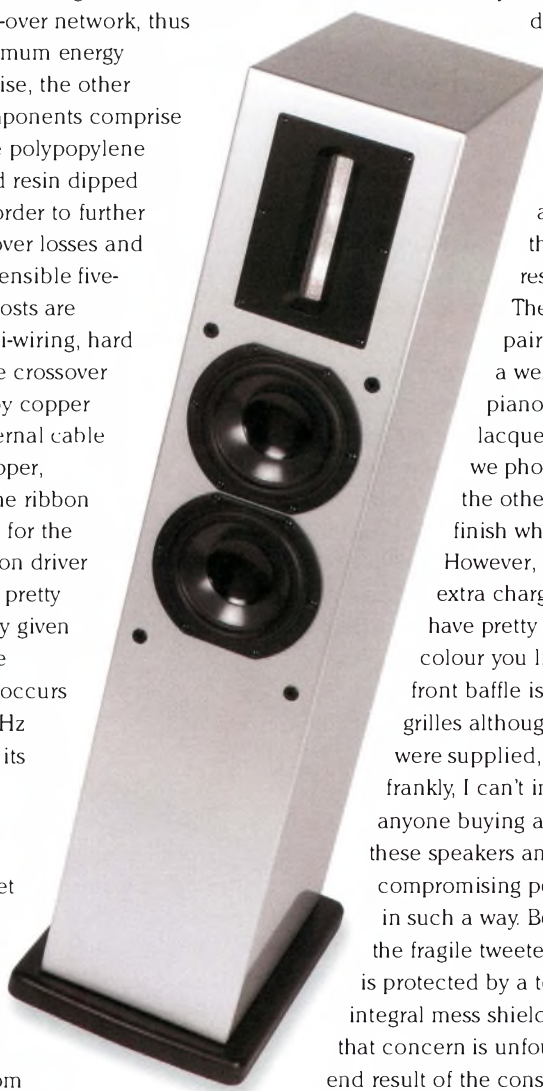 -over network, thus
mum energy
ise, the other
ponents comprise
polypopylene
d resin dipped
order to further
over losses and
ensible five-
osts are
i-wiring, hard
e crossover
by copper
ernal cable
pper,
ne ribbon
for the
on driver
pretty
y given
e
occurs
Hz
its
et
om
d
a
th
res
The
pair
a we
piano
lacque
we pho
the othe
finish wh
However,
extra charg
have pretty
colour you l
front baffle is
grilles althoug
were supplied,
frankly, I can't i
anyone buying a
these speakers an
compromising pe
in such a way. Be
the fragile tweete
is protected by a t
integral mess shield
that concern is unfou
end result of the cons